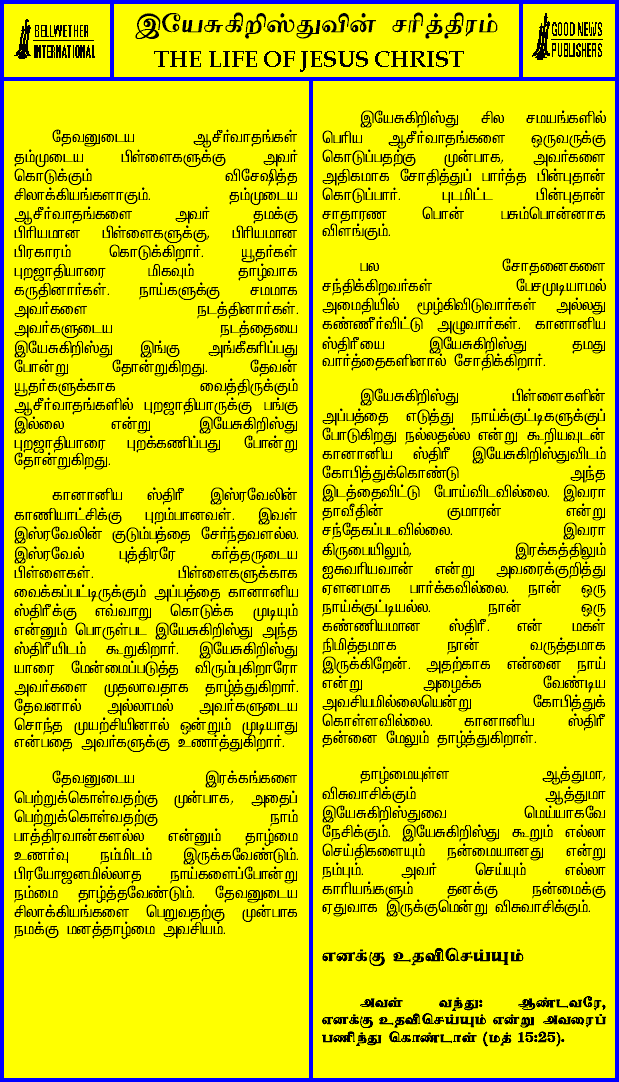 BELLWETHER
INTERNATIONAL
இயேசுகிறிஸ்துவின் சரித்திரம்
THE LIFE OF JESUS CHRIST
GOOD NEWS
PUBLISHERS
தேவனுடைய ஆசீர்வாதங்கள்
தம்முடைய பிள்ளைகளுக்கு அவர்
கொடுக்கும் விசேஷித்த
சிலாக்கியங்களாகும். தம்முடைய
ஆசீர்வாதங்களை அவர் தமக்கு
பிரியமான பிள்ளைகளுக்கு, பிரியமான
பிரகாரம் கொடுக்கிறார். யூதர்கள்
புறஜாதியாரை மிகவும் தாழ்வாக
கருதினார்கள். நாய்களுக்கு சமமாக
அவர்களை நடத்தினார்கள்.
அவர்களுடைய நடத்தையை
இயேசுகிறிஸ்து இங்கு அங்கீகரிப்பது
போன்று தோன்றுகிறது. தேவன்
யூதர்களுக்காக வைத்திருக்கும்
ஆசீர்வாதங்களில் புறஜாதியாருக்கு பங்கு
இல்லை என்று இயேசுகிறிஸ்து
புறஜாதியாரை புறக்கணிப்பது போன்று
தோன்றுகிறது.
கானானிய ஸ்திரீ இஸ்ரவேலின்
காணியாட்சிக்கு புறம்பானவள். இவள்
இஸ்ரவேலின் குடும்பத்தை சேர்ந்தவளல்ல.
இஸ்ரவேல் புத்திரரே கர்த்தருடைய
பிள்ளைகள். பிள்ளைகளுக்காக
வைக்கப்பட்டிருக்கும் அப்பத்தை கானானிய
ஸ்திரீக்கு எவ்வாறு கொடுக்க முடியும்
என்னும் பொருள்பட இயேசுகிறிஸ்து அந்த
ஸ்திரீயிடம் கூறுகிறார். இயேசுகிறிஸ்து
யாரை மேன்மைப்படுத்த விரும்புகிறாரோ
அவர்களை முதலாவதாக தாழ்த்துகிறார்.
தேவனால் அல்லாமல் அவர்களுடைய
சொந்த முயற்சியினால் ஒன்றும் முடியாது
என்பதை அவர்களுக்கு உணர்த்துகிறார்.
தேவனுடைய இரக்கங்களை
பெற்றுக்கொள்வதற்கு முன்பாக, அதைப்
பெற்றுக்கொள்வதற்கு நாம்
பாத்திரவான்களல்ல என்னும் தாழ்மை
உணர்வு நம்மிடம் இருக்கவேண்டும்.
பிரயோஜனமில்லாத நாய்களைப்போன்று
நம்மை தாழ்த்தவேண்டும். தேவனுடைய
சிலாக்கியங்களை பெறுவதற்கு முன்பாக
நமக்கு மனத்தாழ்மை அவசியம்.
இயேசுகிறிஸ்து சில சமயங்களில்
பெரிய ஆசீர்வாதங்களை ஒருவருக்கு
கொடுப்பதற்கு முன்பாக, அவர்களை
அதிகமாக சோதித்துப் பார்த்த பின்புதான்
கொடுப்பார். புடமிட்ட பின்புதான்
சாதாரண பொன் பசும்பொன்னாக
விளங்கும்.
பல சோதனைகளை
சந்திக்கிறவர்கள் பேசமுடியாமல்
அமைதியில் மூழ்கிவிடுவார்கள் அல்லது
கண்ணீர்விட்டு அழுவார்கள். கானானிய
ஸ்திரீயை இயேசுகிறிஸ்து தமது
வார்த்தைகளினால் சோதிக்கிறார்.
இயேசுகிறிஸ்து பிள்ளைகளின்
அப்பத்தை எடுத்து நாய்க்குட்டிகளுக்குப்
போடுகிறது நல்லதல்ல என்று கூறியவுடன்
கானானிய ஸ்திரீ இயேசுகிறிஸ்துவிடம்
கோபித்துக்கொண்டு அந்த
இடத்தைவிட்டு போய்விடவில்லை. இவரா
தாவீதின் குமாரன் என்று
சந்தேகப்படவில்லை. இவரா
கிருபையிலும், இரக்கத்திலும்
ஐசுவரியவான் என்று அவரைக்குறித்து
ஏளனமாக பார்க்கவில்லை. நான் ஒரு
நாய்க்குட்டியல்ல. நான் ஒரு
கண்ணியமான ஸ்திரீ. என் மகள்
நிமித்தமாக நான் வருத்தமாக
இருக்கிறேன். அதற்காக என்னை நாய்
என்று அழைக்க வேண்டிய
அவசியமில்லையென்று கோபித்துக்
கொள்ளவில்லை. கானானிய ஸ்திரீ
தன்னை மேலும் தாழ்த்துகிறாள்.
தாழ்மையுள்ள ஆத்துமா,
விசுவாசிக்கும் ஆத்துமா
இயேசுகிறிஸ்துவை மெய்யாகவே
நேசிக்கும். இயேசுகிறிஸ்து கூறும் எல்லா
செய்திகளையும் நன்மையானது என்று
நம்பும். அவர் செய்யும் எல்லா
காரியங்களும் தனக்கு நன்மைக்கு
ஏதுவாக இருக்குமென்று விசுவாசிக்கும்.
எனக்கு உதவிசெய்யும்
அவள் வந்து: ஆண்டவரே,
எனக்கு உதவிசெய்யும் என்று அவரைப்
பணிந்து கொண்டாள் (மத் 15:25).